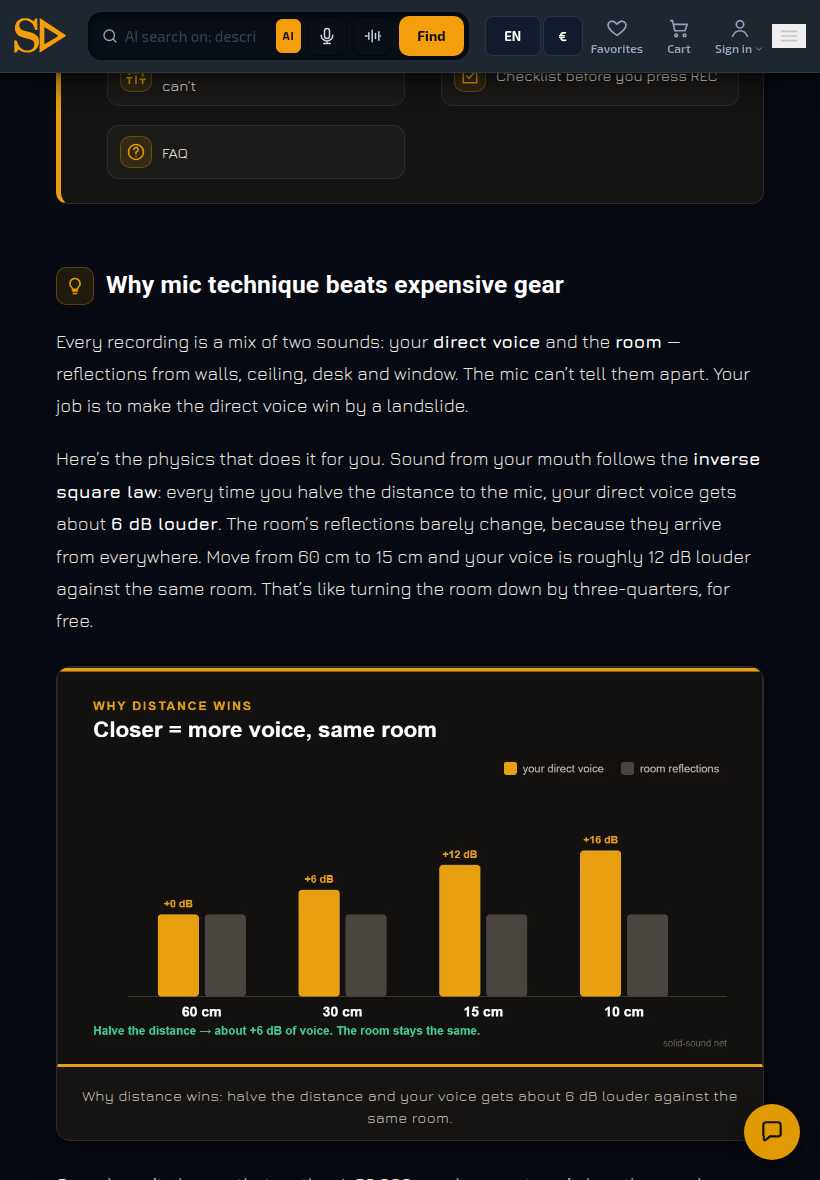 SD
AI search on: descri
AI
Find
EN
€
Favorites
Cart
Sign in
can't
Checklist before you press REC
FAQ
Why mic technique beats expensive gear
Every recording is a mix of two sounds: your direct voice and the room —
reflections from walls, ceiling, desk and window. The mic can't tell them apart. Your
job is to make the direct voice win by a landslide.
Here's the physics that does it for you. Sound from your mouth follows the inverse
square law: every time you halve the distance to the mic, your direct voice gets
about 6 dB louder. The room's reflections barely change, because they arrive
from everywhere. Move from 60 cm to 15 cm and your voice is roughly 12 dB louder
against the same room. That's like turning the room down by three-quarters, for
free.
WHY DISTANCE WINS
Closer = more voice, same room
your direct voice
room reflections
+0 dB
+6 dB
+12 dB
+16 dB
60 cm
30 cm
15 cm
10 cm
Halve the distance → about +6 dB of voice. The room stays the same.
solid-sound.net
Why distance wins: halve the distance and your voice gets about 6 dB louder against the
same room.